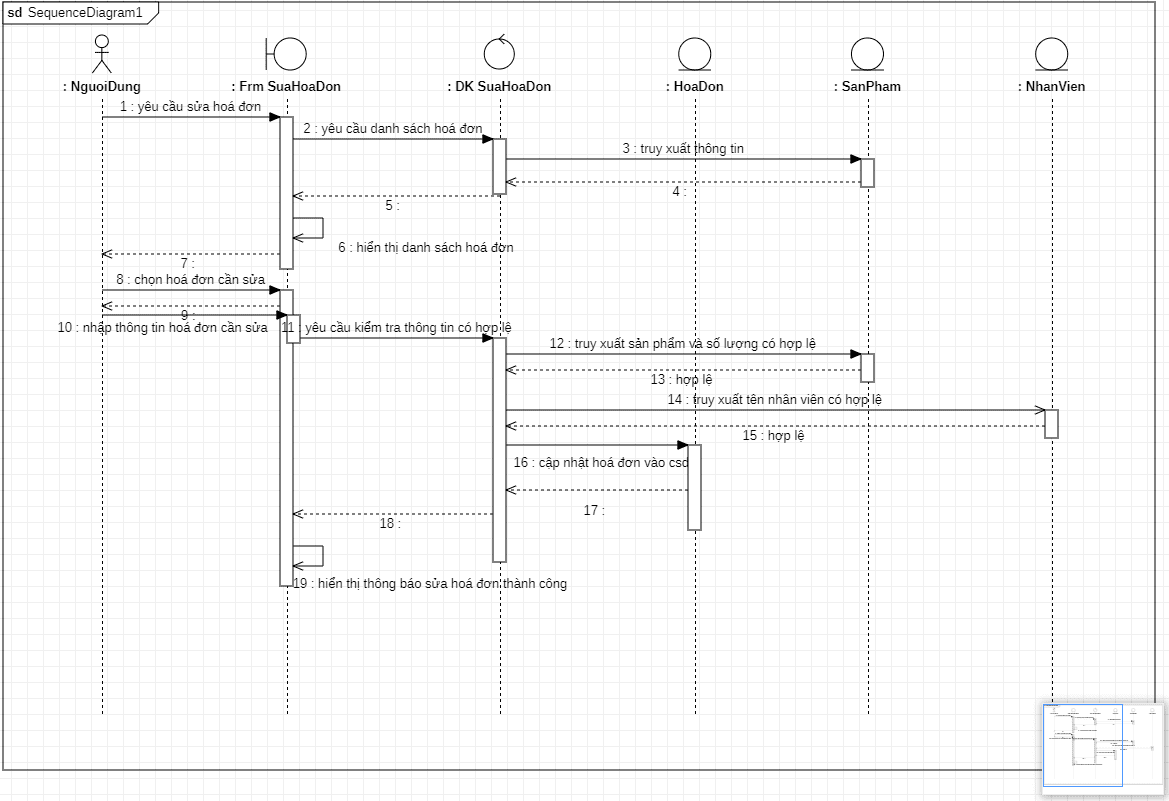 sd SequenceDiagram1
: NguoiDung
: Frm SuaHoaDon
: DK SuaHoaDon
: HoaDon
: SanPham
: NhanVien
1 : yêu cầu sửa hoá đơn
2 : yêu cầu danh sách hoá đơn
3 : truy xuất thông tin
4 :
5 :
6 : hiển thị danh sách hoá đơn
7 :
8 : chọn hoá đơn cần sửa
9 :
10 : nhập thông tin hoá đơn cần sửa
11 : yêu cầu kiểm tra thông tin có hợp lệ
12 : truy xuất sản phẩm và số lượng có hợp lệ
13 : hợp lệ
14 : truy xuất tên nhân viên có hợp lệ
15 : hợp lệ
16 : cập nhật hoá đơn vào csd
17 :
18 :
19 : hiển thị thông báo sửa hoá đơn thành công